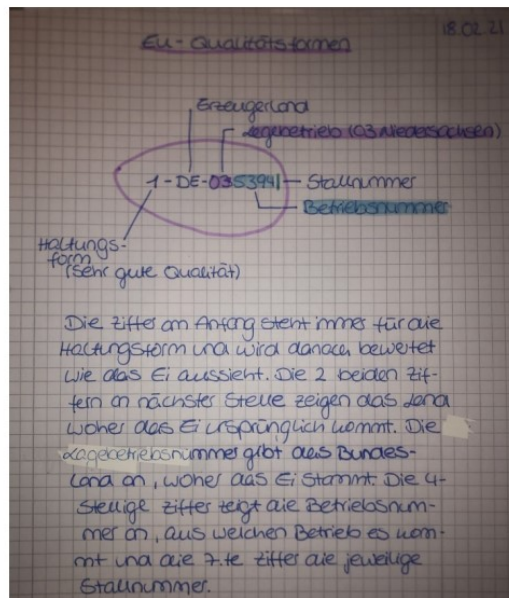 18.02.21
Eu-Qualitätsformen
Erzeugerland
Legebetrieb (03 Niedersachsen)
1-DE-0353941 Stallnummer
Betriebsnummer
Haltungs-
form
(Sehr gute Qualität)
Die Ziffer am Anfang steht immer für die
Haltungsform und wird danach bewertet
wie das Ei aussieht. Die 2 beiden Zif-
fern an nächster Stelle zeigen das Land
woher das Ei ursprünglich kommt. Die
Lagebetriebsnummer gibt das Bundes-
land an, woher das Ei stammt. Die 4-
stellige Ziffer zeigt die Betriebsnum-
mer an, aus welchen Betrieb es kom-
mt und die 7.te Ziffer die jeweilige
Stallnummer.